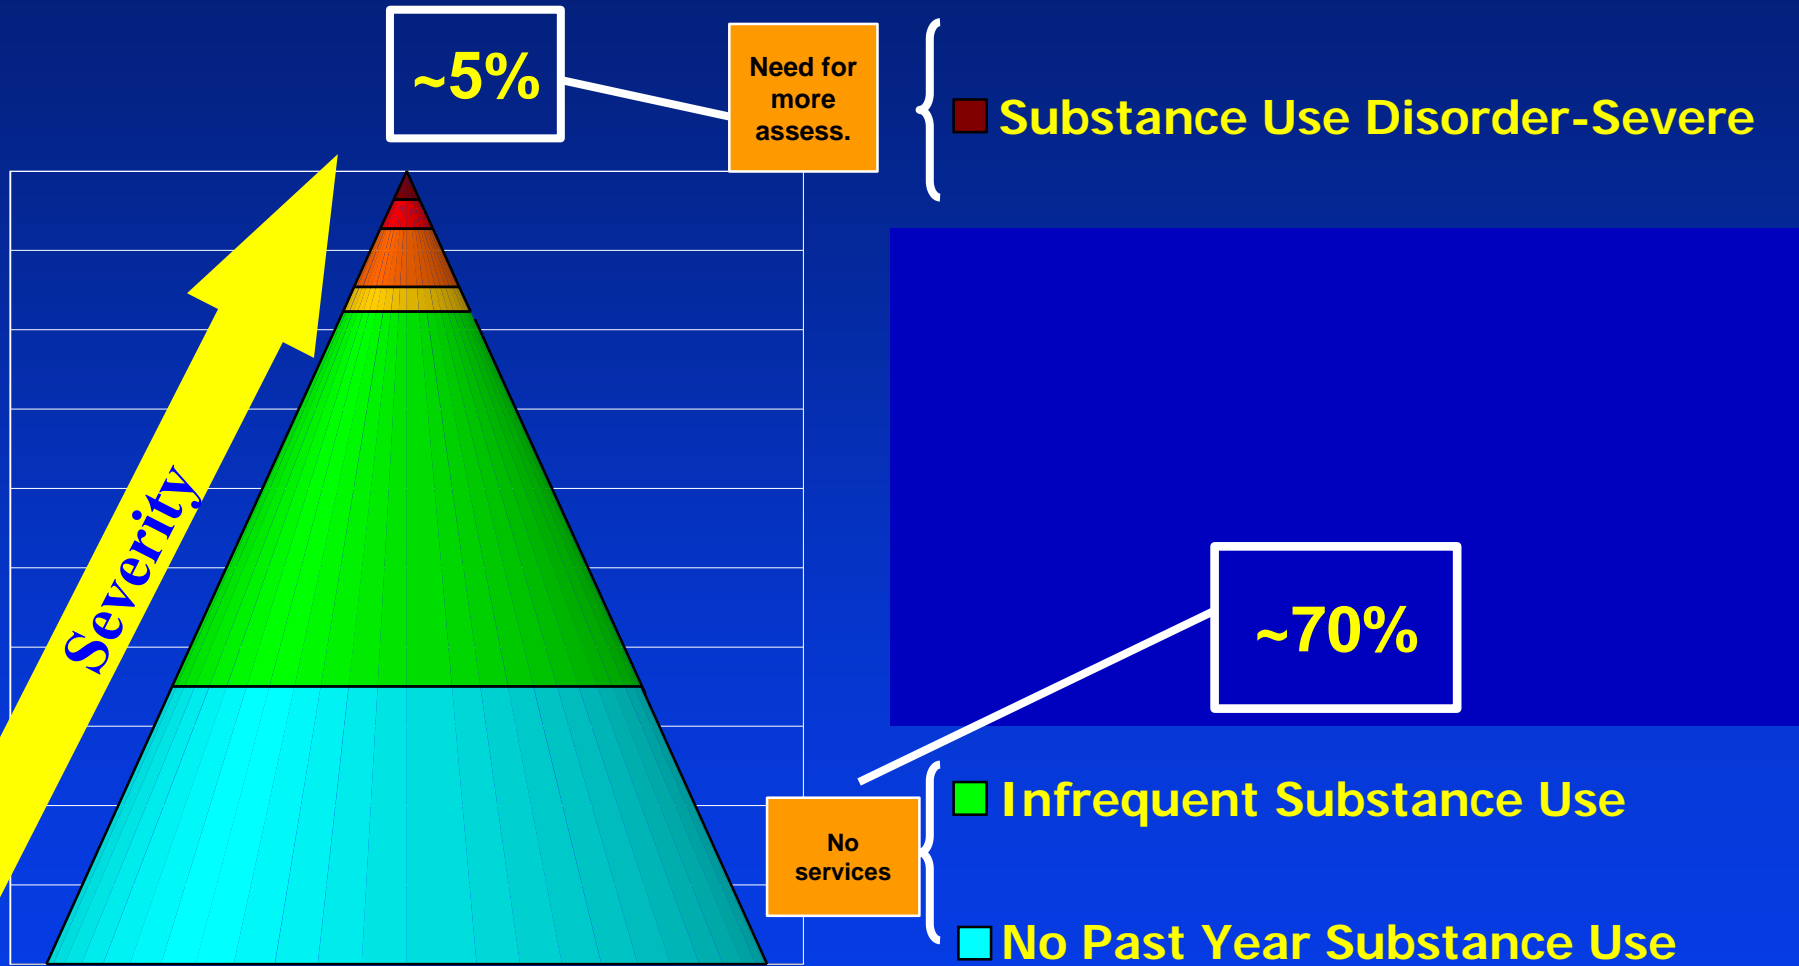 ~5%
Need for
more
assess.
Substance Use Disorder-Severe
Severity
~70%
No
services
Infrequent Substance Use
No Past Year Substance Use